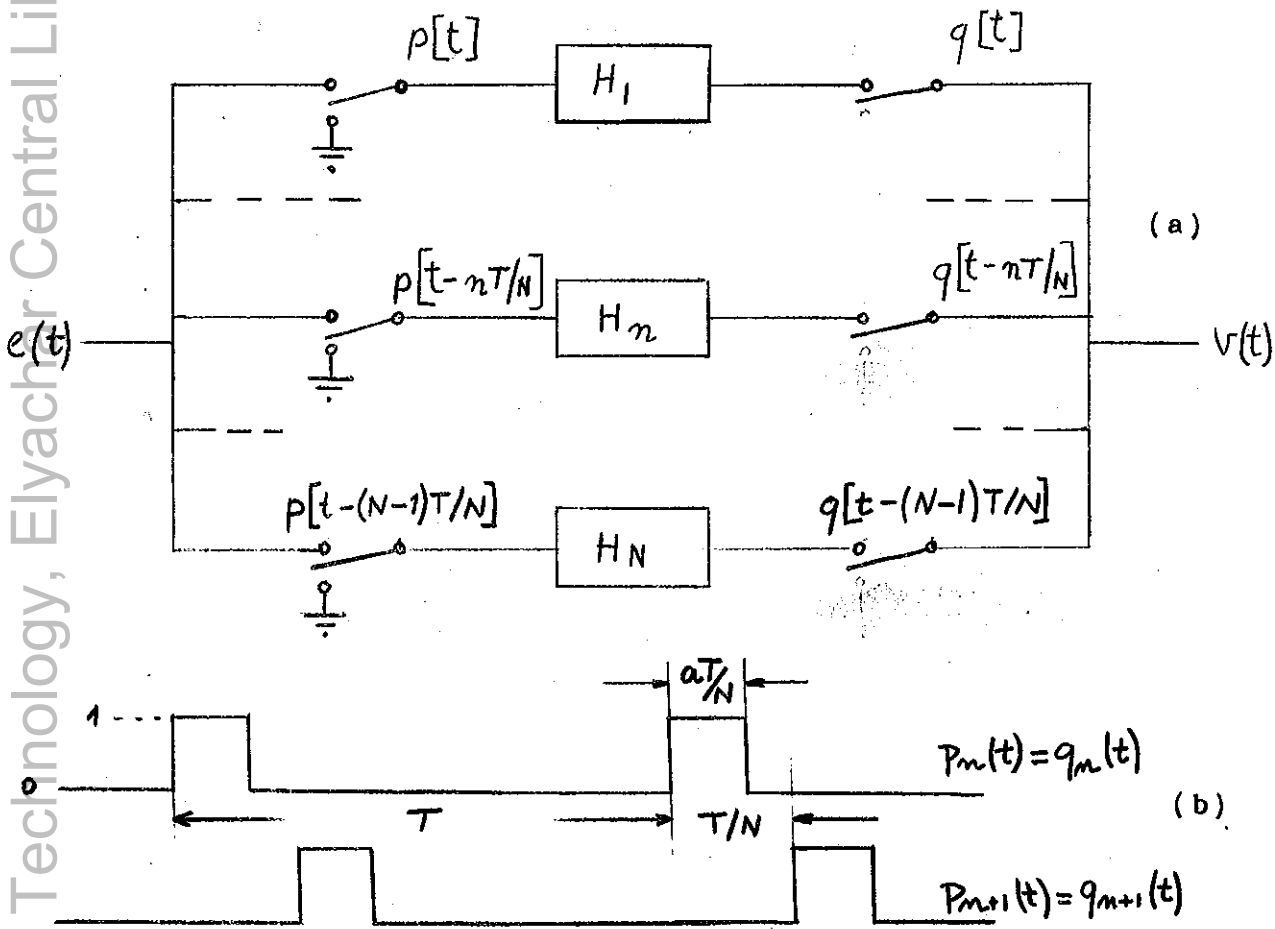 Technology, Elyachar Central Li
p[t]
q[t]
H1
(a)
p[t-nT/N]
q[t-nT/N]
Hn
e(t)
v(t)
p[t-(N-1)T/N]
q[t-(N-1)T/N]
HN
aT/N
1
0
Pn(t)=qn(t)
(b)
T
T/N
Pn+1(t)=qn+1(t)